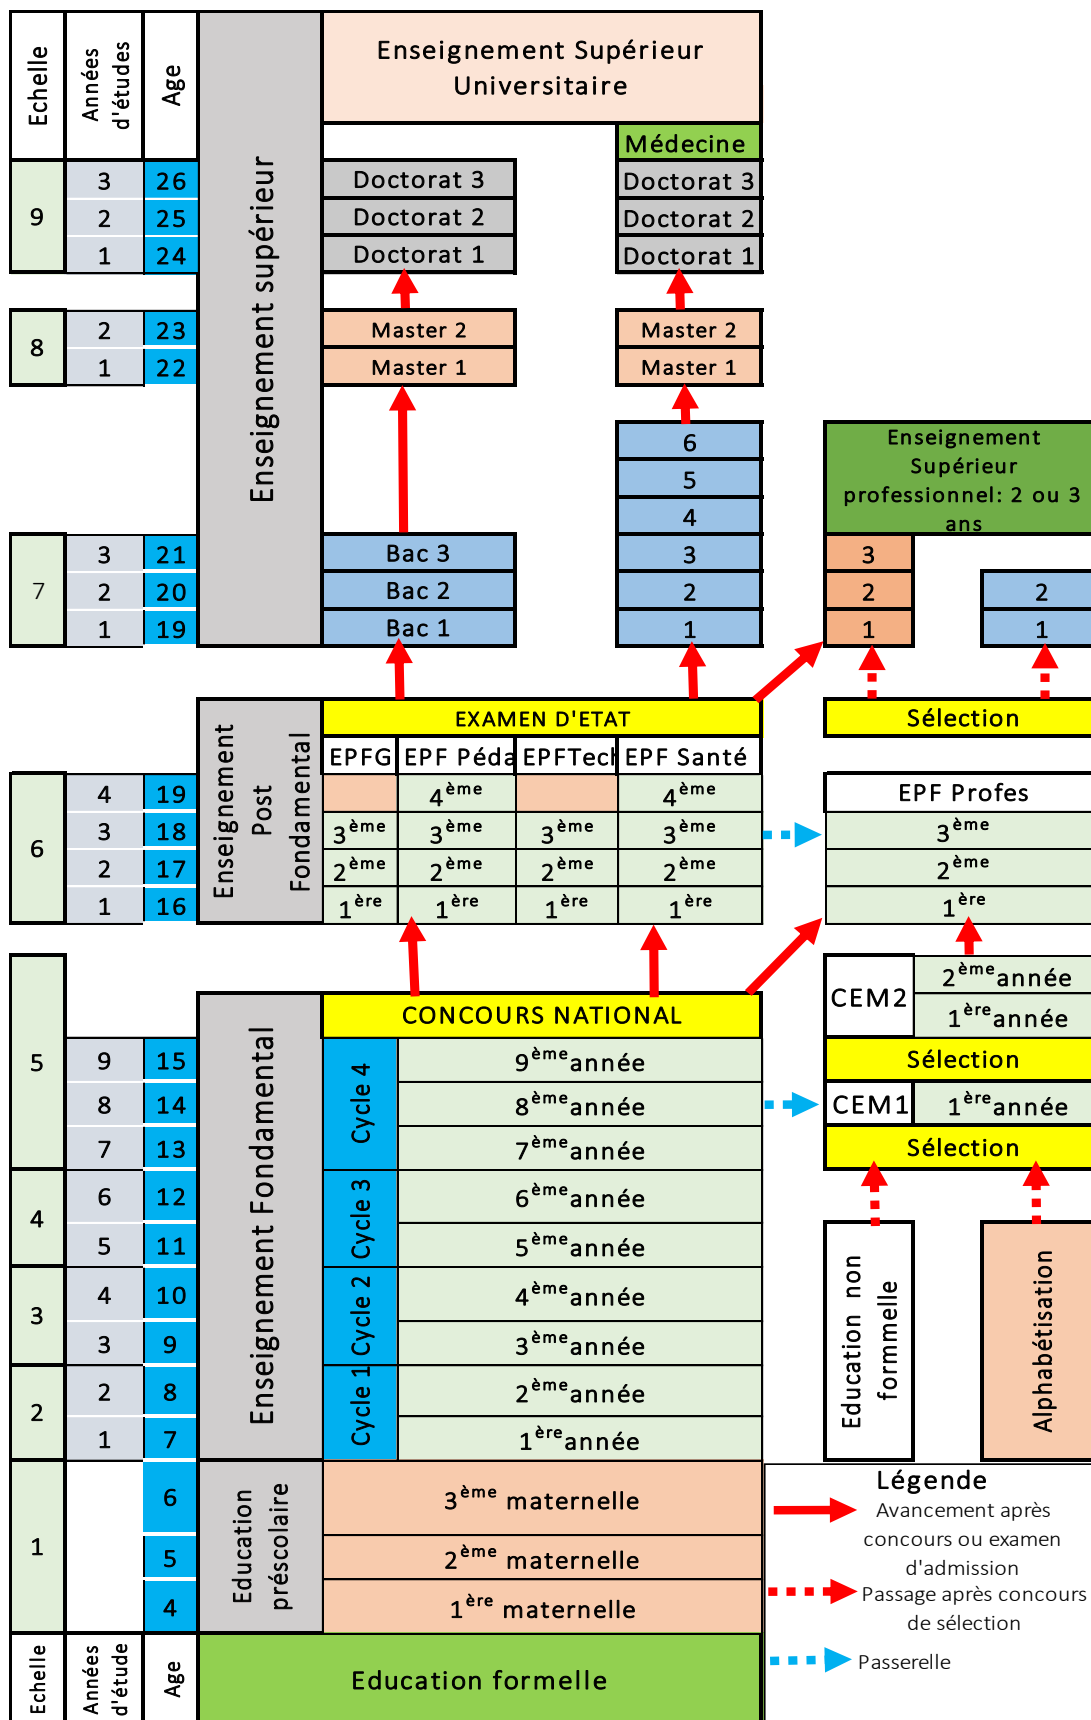 Echelle
Années
d'études
Age
Enseignement supérieur
Enseignement Supérieur
Universitaire
Médecine
9
3 26 Doctorat 3 Doctorat 3
2 25 Doctorat 2 Doctorat 2
1 24 Doctorat 1 Doctorat 1
8
2 23 Master 2 Master 2
1 22 Master 1 Master 1
6
5
4
Enseignement
Supérieur
professionnel: 2 ou 3
ans
7
3 21 Bac 3 3 3
2 20 Bac 2 2 2 2
1 19 Bac 1 1 1 1
Enseignement
Post
Fondamental
EXAMEN D'ETAT
Sélection
EPFG EPF Péda EPFTech EPF Santé
6
4 19 4ème 4ème EPF Profes
3 18 3ème 3ème 3ème 3ème 3ème
2 17 2ème 2ème 2ème 2ème 2ème
1 16 1ère 1ère 1ère 1ère 1ère
5
Enseignement Fondamental
CONCOURS NATIONAL
CEM2
2ème année
1ère année
Cycle 4
9 15 9ème année
Sélection
8 14 8ème année
CEM1 1ère année
7 13 7ème année
Sélection
4
Cycle 3
6 12 6ème année
5 11 5ème année
3
Cycle 2
4 10 4ème année
3 9 3ème année
2
Cycle 1
2 8 2ème année
1 7 1ère année
Education non
formmelle
Alphabétisation
1
Education
préscolaire
6 3ème maternelle
5 2ème maternelle
4 1ère maternelle
Légende
Avancement après
concours ou examen
d'admission
Passage après concours
de sélection
Passerelle
Echelle
Années
d'étude
Age
Education formelle